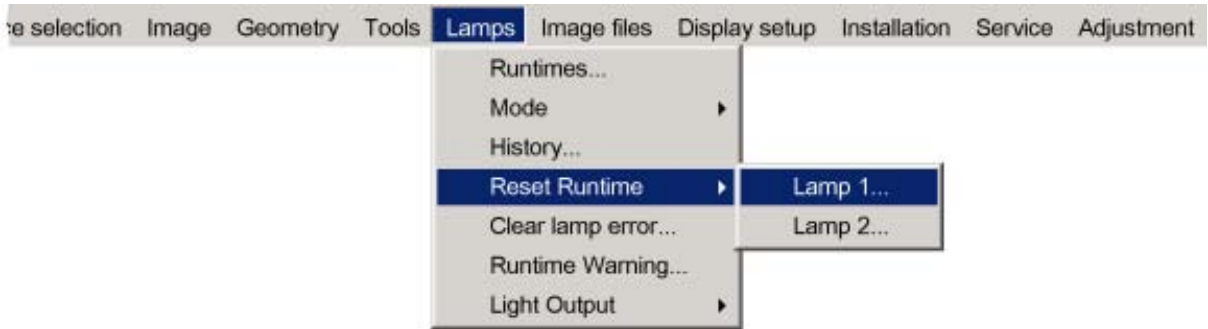 selection Image Geometry Tools Lamps Image files Display setup Installation Service Adjustment
Runtimes...
Mode
History...
Reset Runtime Lamp 1...
Clear lamp error... Lamp 2...
Runtime Warning...
Light Output